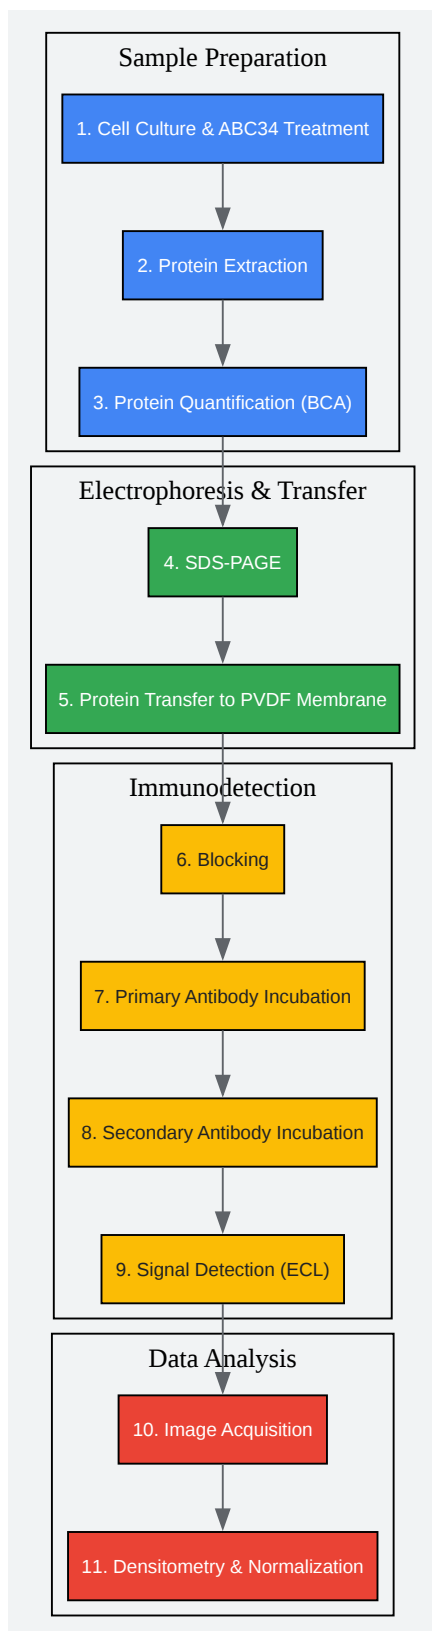 Sample Preparation
1. Cell Culture & ABC34 Treatment
2. Protein Extraction
3. Protein Quantification (BCA)
Electrophoresis & Transfer
4. SDS-PAGE
5. Protein Transfer to PVDF Membrane
Immunodetection
6. Blocking
7. Primary Antibody Incubation
8. Secondary Antibody Incubation
9. Signal Detection (ECL)
Data Analysis
10. Image Acquisition
11. Densitometry & Normalization